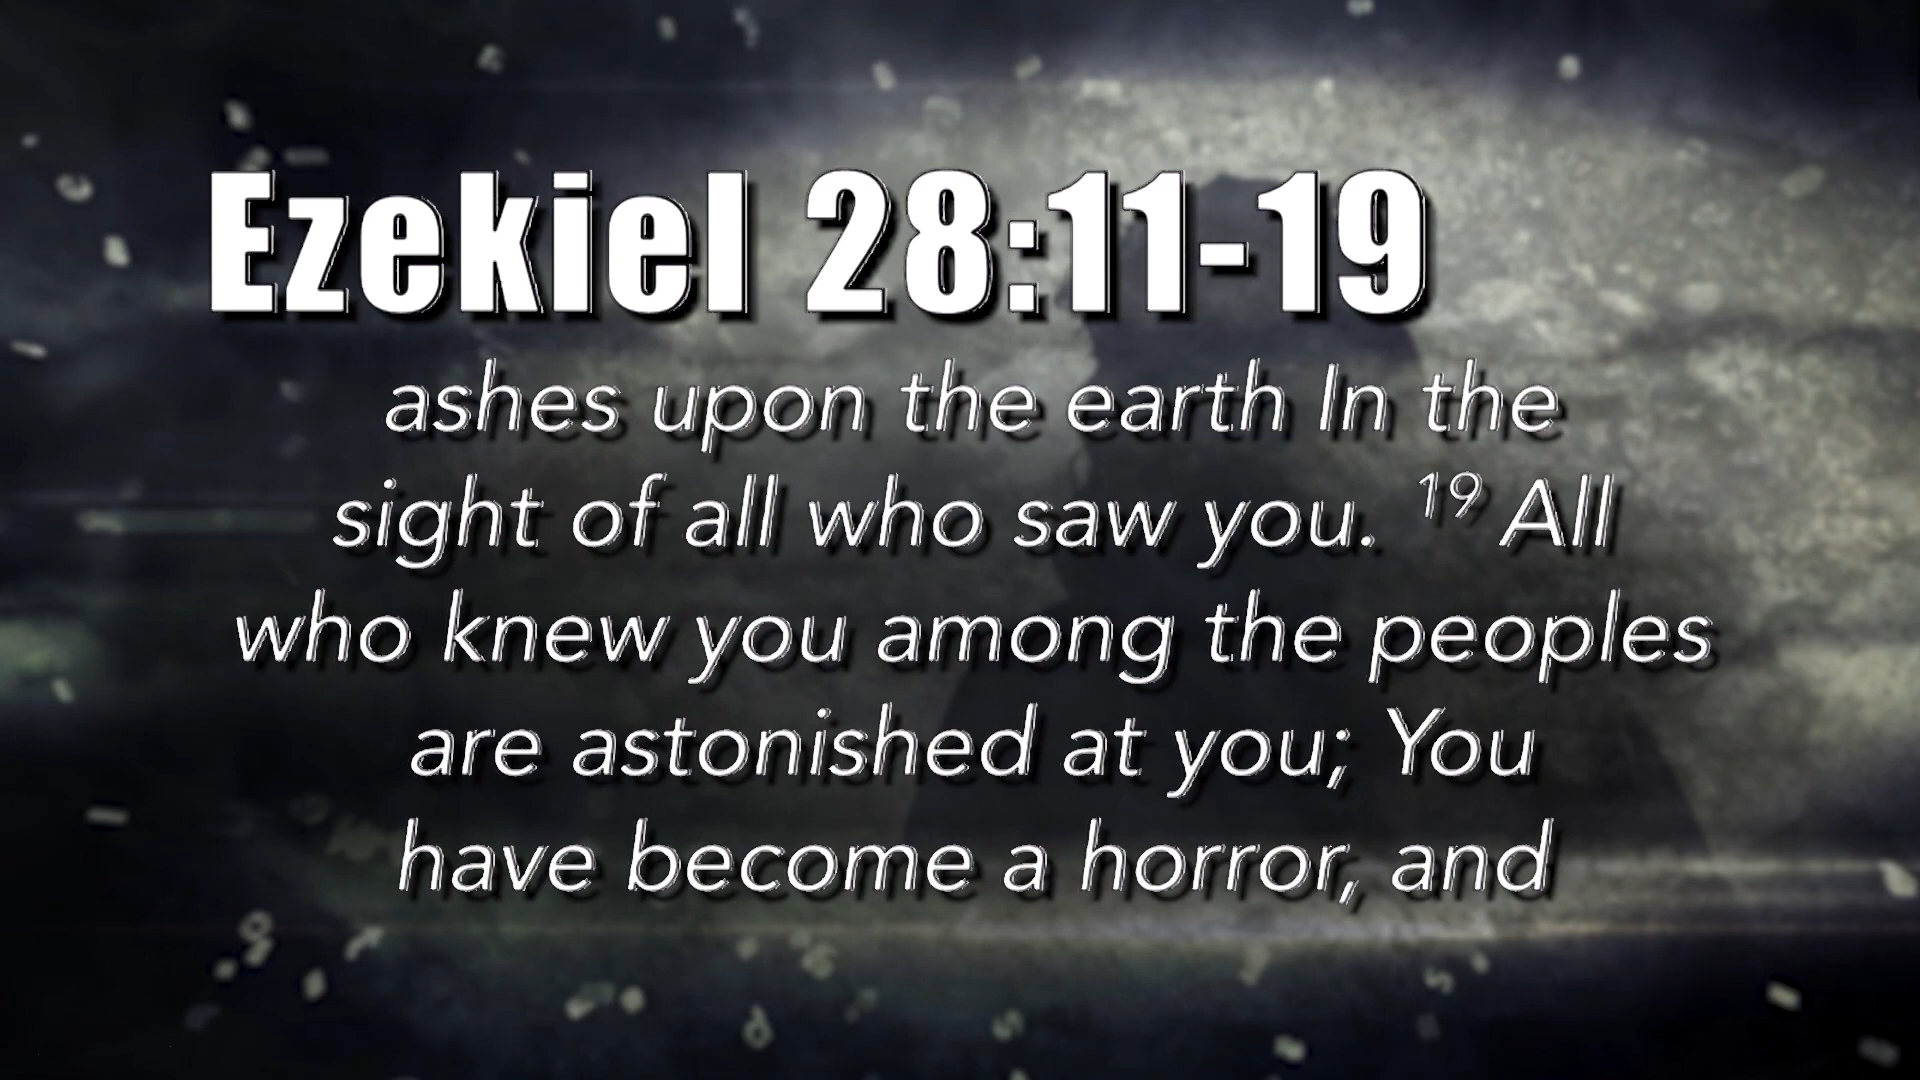 Ezekiel 28:11-19
ashes upon the earth In the
sight of all who saw you. 19 All
who knew you among the peoples
are astonished at you; You
have become a horror, and